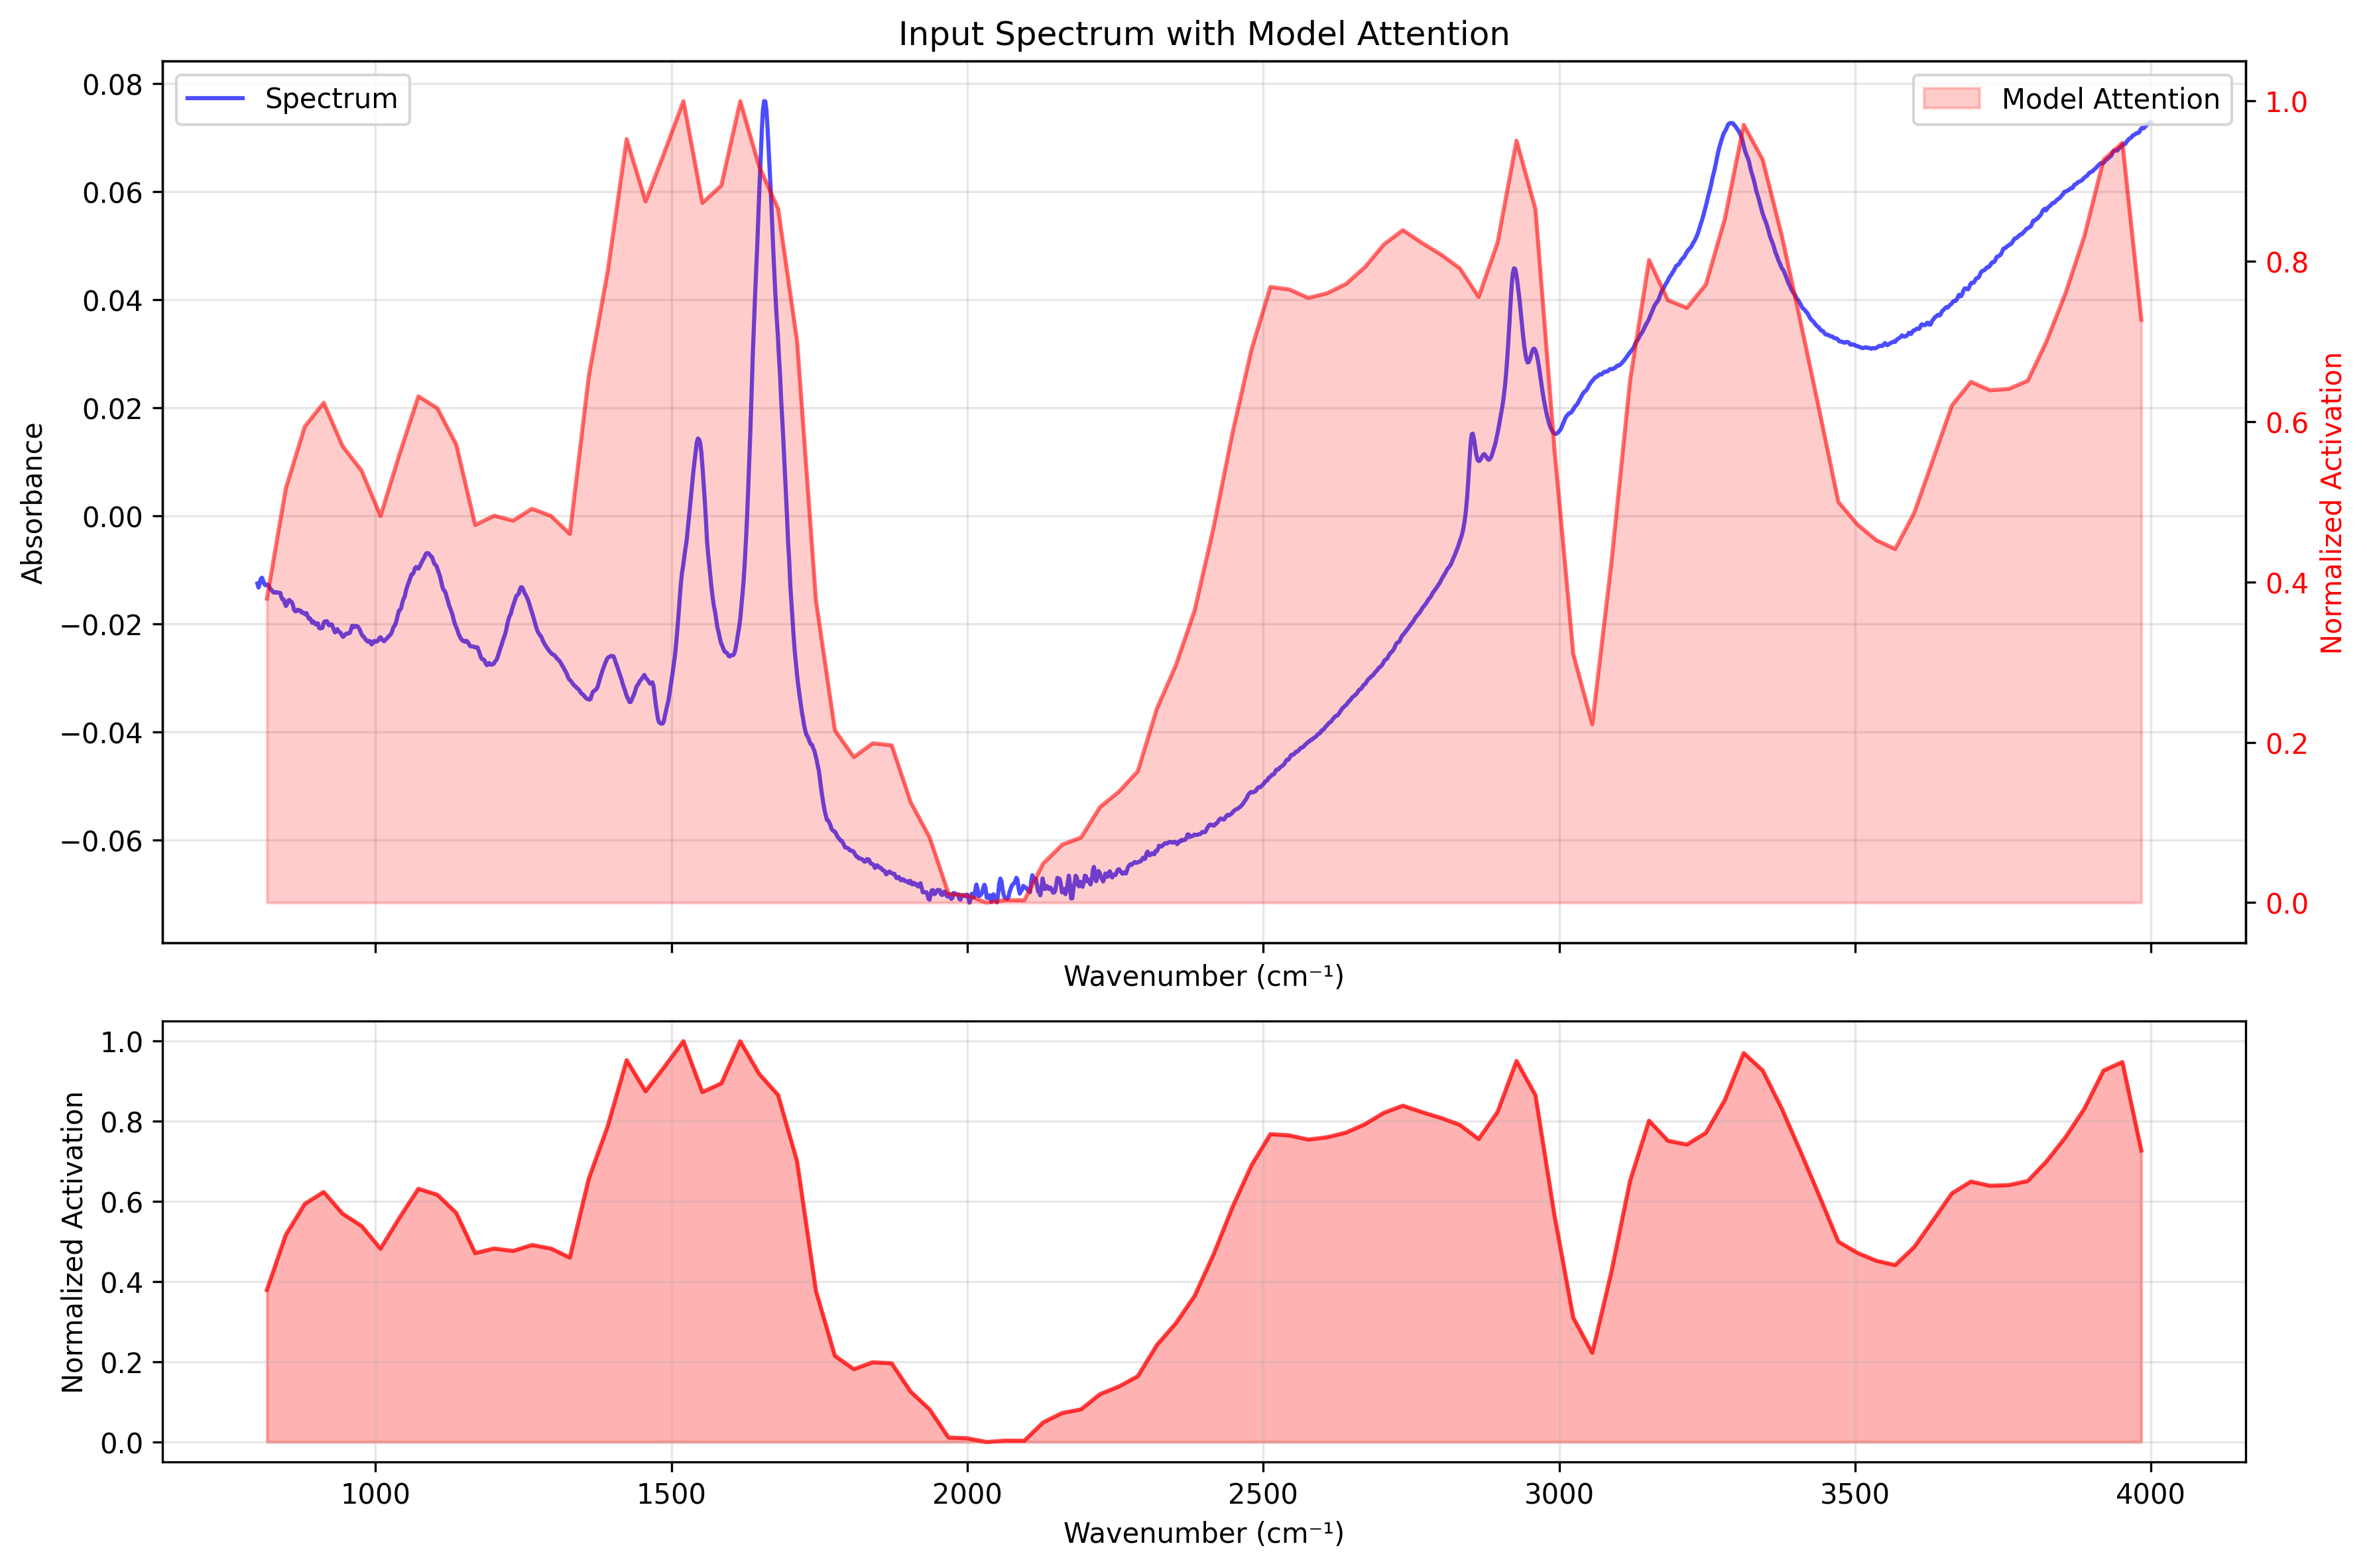 Input Spectrum with Model Attention
Spectrum
Model Attention
0.08
0.06
0.04
0.02
0.00
−0.02
−0.04
−0.06
Absorbance
1.0
0.8
0.6
0.4
0.2
0.0
Normalized Activation
Wavenumber (cm⁻¹)
1.0
0.8
0.6
0.4
0.2
0.0
Normalized Activation
1000 1500 2000 2500 3000 3500 4000
Wavenumber (cm⁻¹)